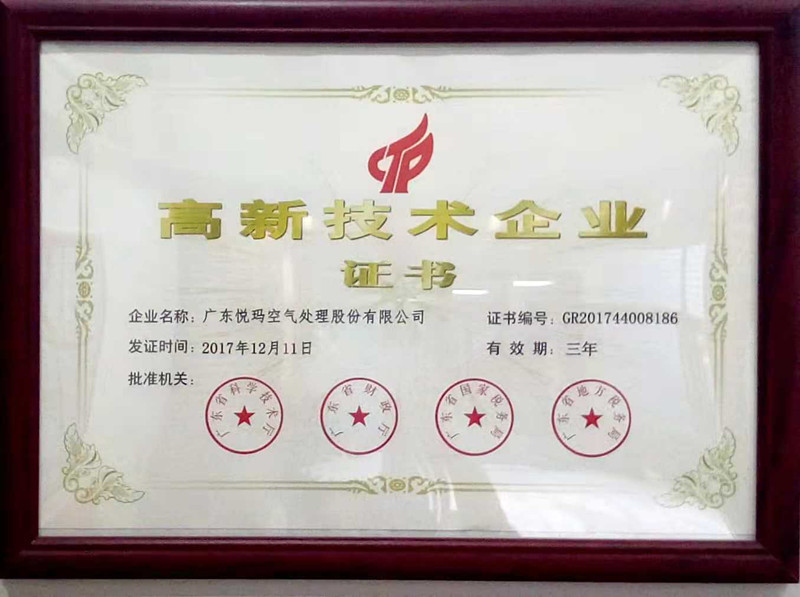 高新技术企业
证书
企业名称：广东悦玛空气处理股份有限公司 证书编号：GR201744008186
发证时间：2017年12月11日 有效期：三年
批准机关：
广东省科学技术厅
广东省财政厅
广东省国家税务局
广东省地方税务局